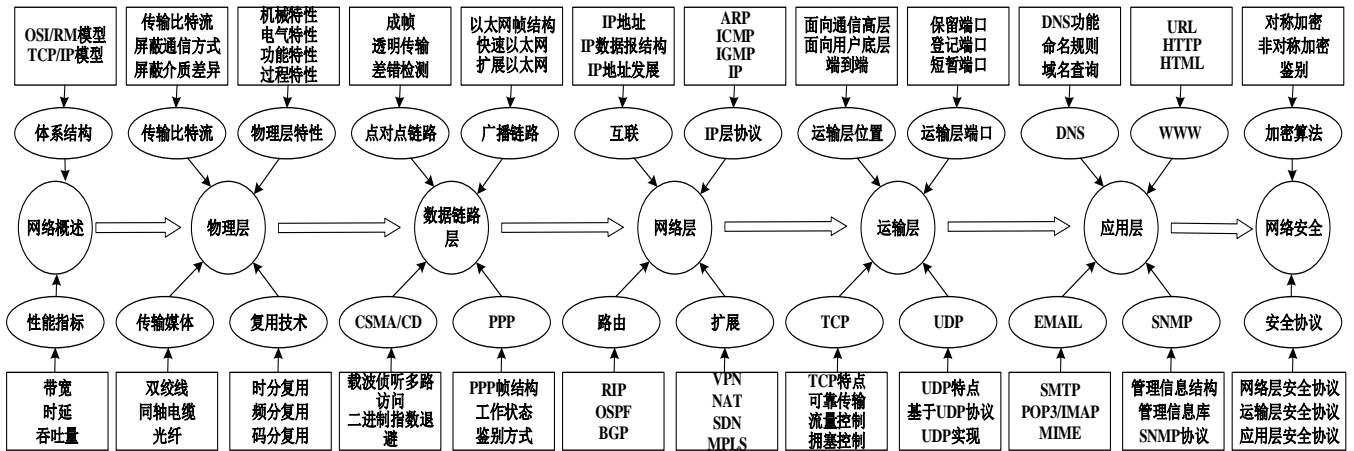 OSI/RM模型
TCP/IP模型
传输比特流
屏蔽通信方式
屏蔽介质差异
机械特性
电气特性
功能特性
过程特性
成帧
透明传输
差错检测
以太网帧结构
快速以太网
扩展以太网
IP地址
IP数据报结构
IP地址发展
ARP
ICMP
IGMP
IP
面向通信高层
面向用户底层
端到端
保留端口
登记端口
短暂端口
DNS功能
命名规则
域名查询
URL
HTTP
HTML
对称加密
非对称加密
鉴别
体系结构
传输比特流
物理层特性
点对点链路
广播链路
互联
IP层协议
运输层位置
运输层端口
DNS
WWW
加密算法
网络概述
物理层
数据链路
层
网络层
运输层
应用层
网络安全
性能指标
传输媒体
复用技术
CSMA/CD
PPP
路由
扩展
TCP
UDP
EMAIL
SNMP
安全协议
带宽
时延
吞吐量
双绞线
同轴电缆
光纤
时分复用
频分复用
码分复用
载波侦听多路
访问
二进制指数退
避
PPP帧结构
工作状态
鉴别方式
RIP
OSPF
BGP
VPN
NAT
SDN
MPLS
TCP特点
可靠传输
流量控制
拥塞控制
UDP特点
基于UDP协议
UDP实现
SMTP
POP3/IMAP
MIME
管理信息结构
管理信息库
SNMP协议
网络层安全协议
运输层安全协议
应用层安全协议